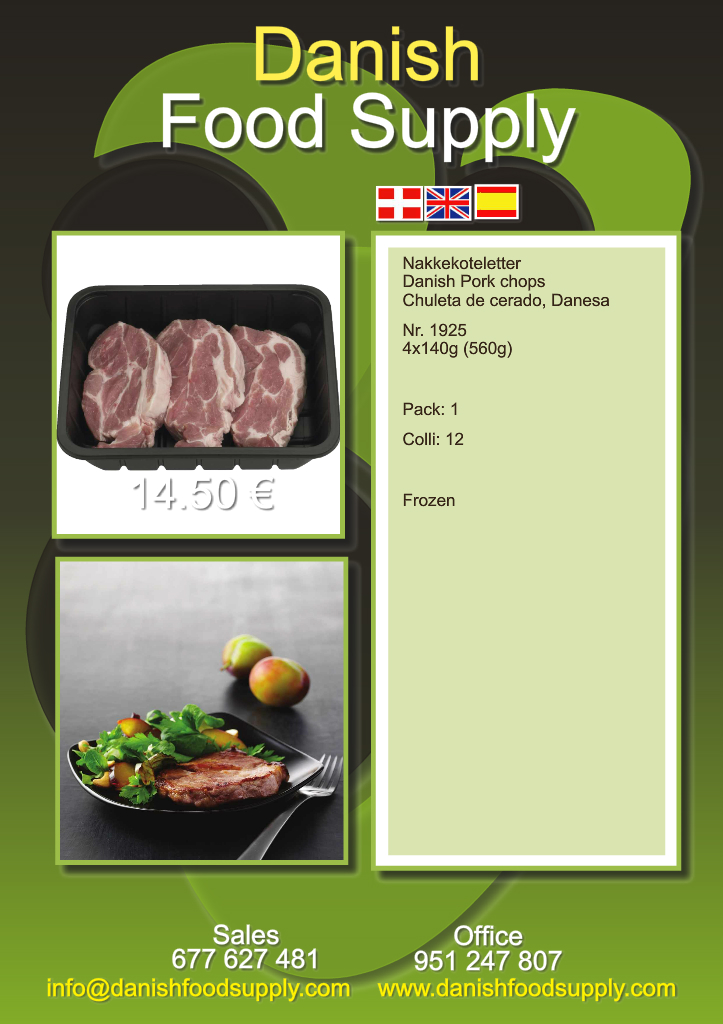 Danish
Food Supply
14.50 €
Nakkekoteletter
Danish Pork chops
Chuleta de cerado, Danesa
Nr. 1925
4x140g (560g)
Pack: 1
Colli: 12
Frozen
Sales
677 627 481
info@danishfoodsupply.com
Office
951 247 807
www.danishfoodsupply.com